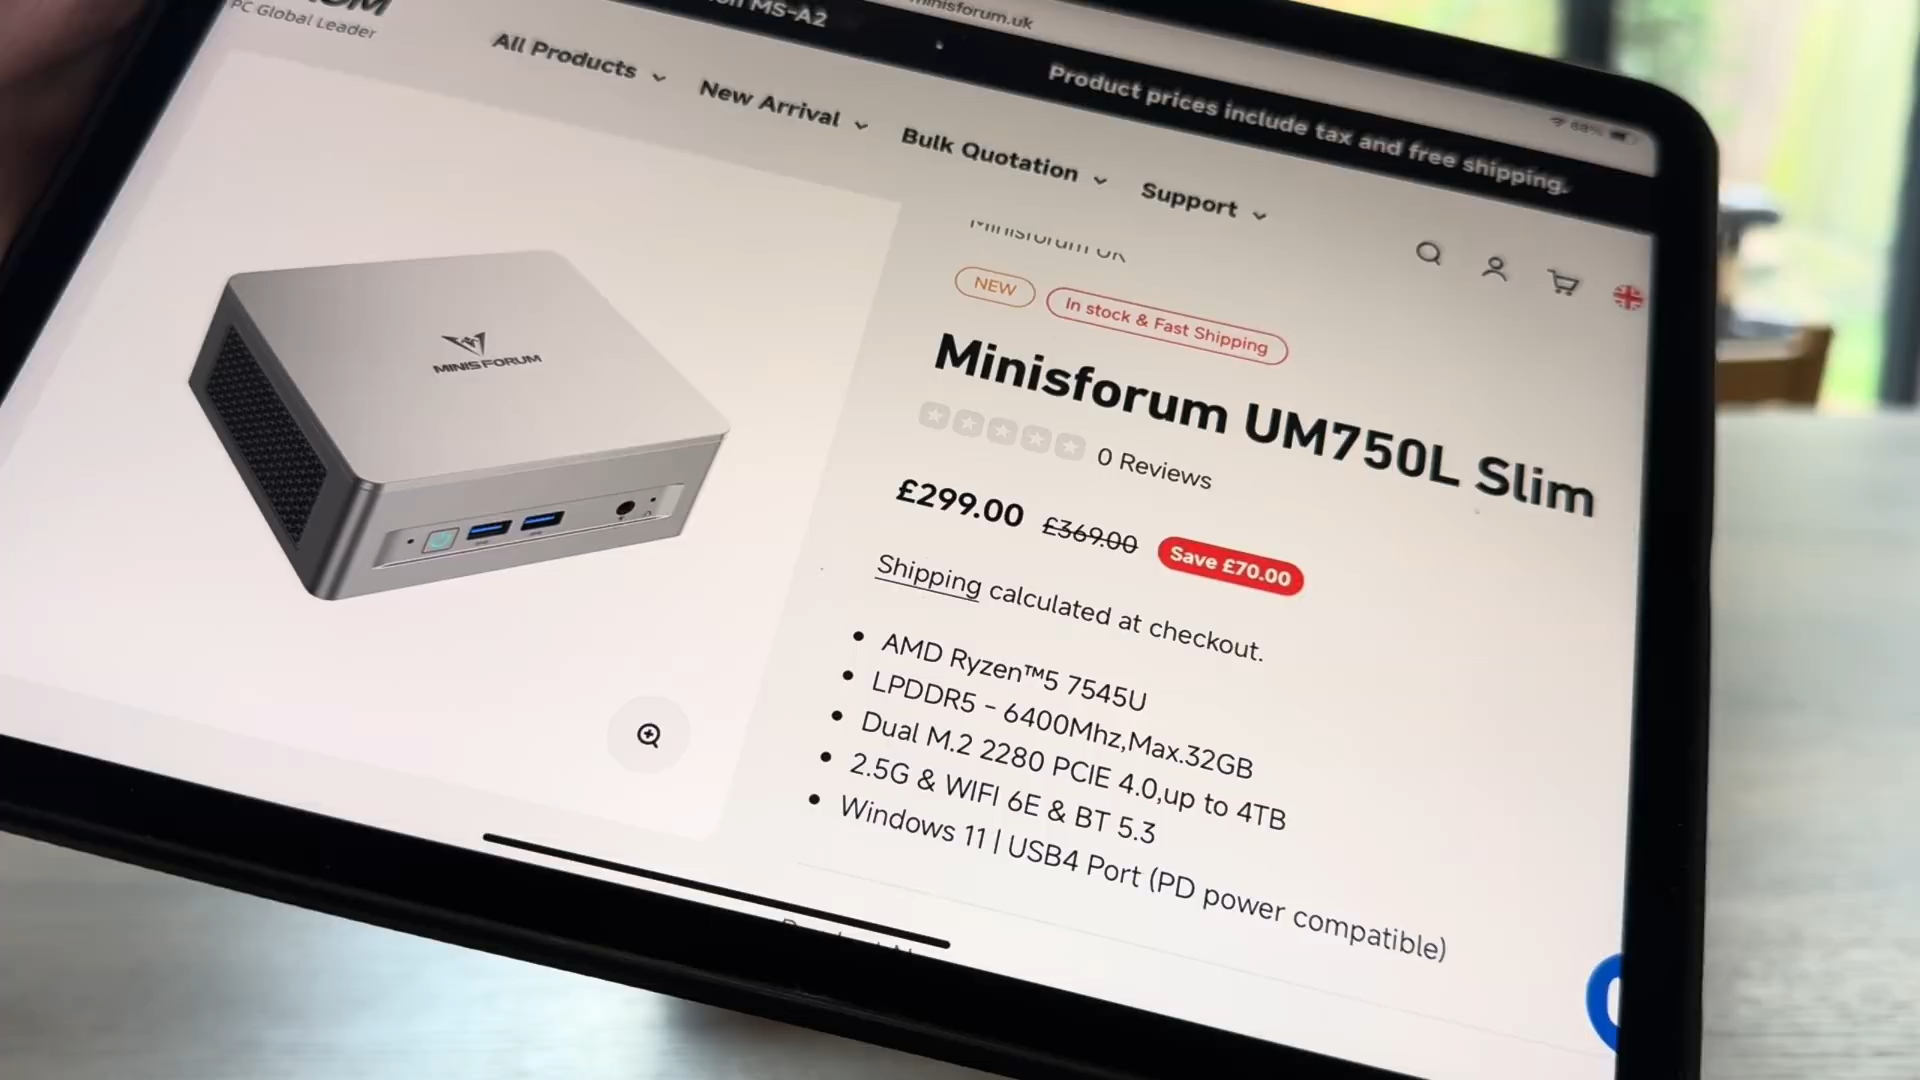 PC Global Leader
MS-A2
minisforum.uk
Product prices include tax and free shipping.
68%
All Products
New Arrival
Bulk Quotation
Support
Minisforum UK
NEW
In stock & Fast Shipping
Minisforum UM750L Slim
0 Reviews
£299.00 £369.00 Save £70.00
Shipping calculated at checkout.
• AMD Ryzen™5 7545U
• LPDDR5 - 6400Mhz,Max.32GB
• Dual M.2 2280 PCIE 4.0,up to 4TB
• 2.5G & WIFI 6E & BT 5.3
• Windows 11 | USB4 Port (PD power compatible)
MINISFORUM